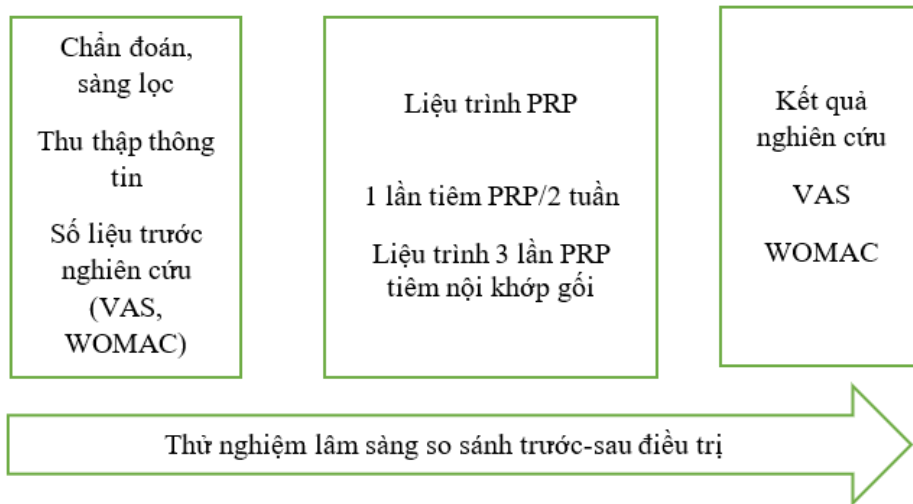 Chẩn đoán,
sàng lọc
Thu thập thông
tin
Số liệu trước
nghiên cứu
(VAS,
WOMAC)
Liệu trình PRP
1 lần tiêm PRP/2 tuần
Liệu trình 3 lần PRP
tiêm nội khớp gối
Kết quả
nghiên cứu
VAS
WOMAC
Thử nghiệm lâm sàng so sánh trước-sau điều trị